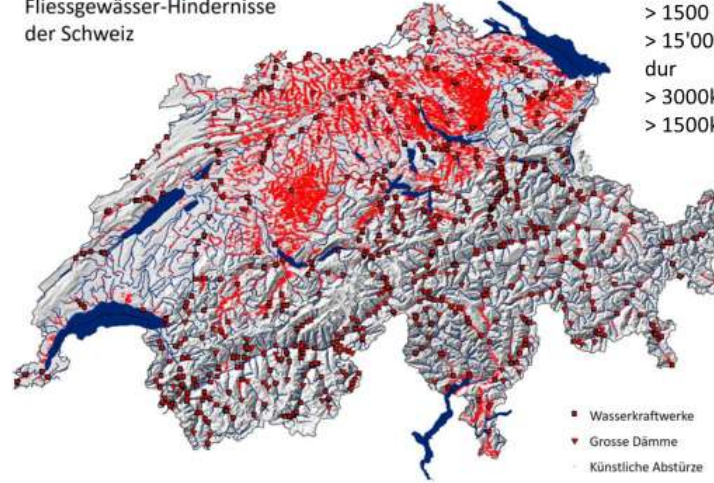 Fliessgewässer-Hindernisse
der Schweiz
> 1500
> 15'00
dur
> 3000k
> 1500k
Wasserkraftwerke
Grosse Dämme
Künstliche Abstürze